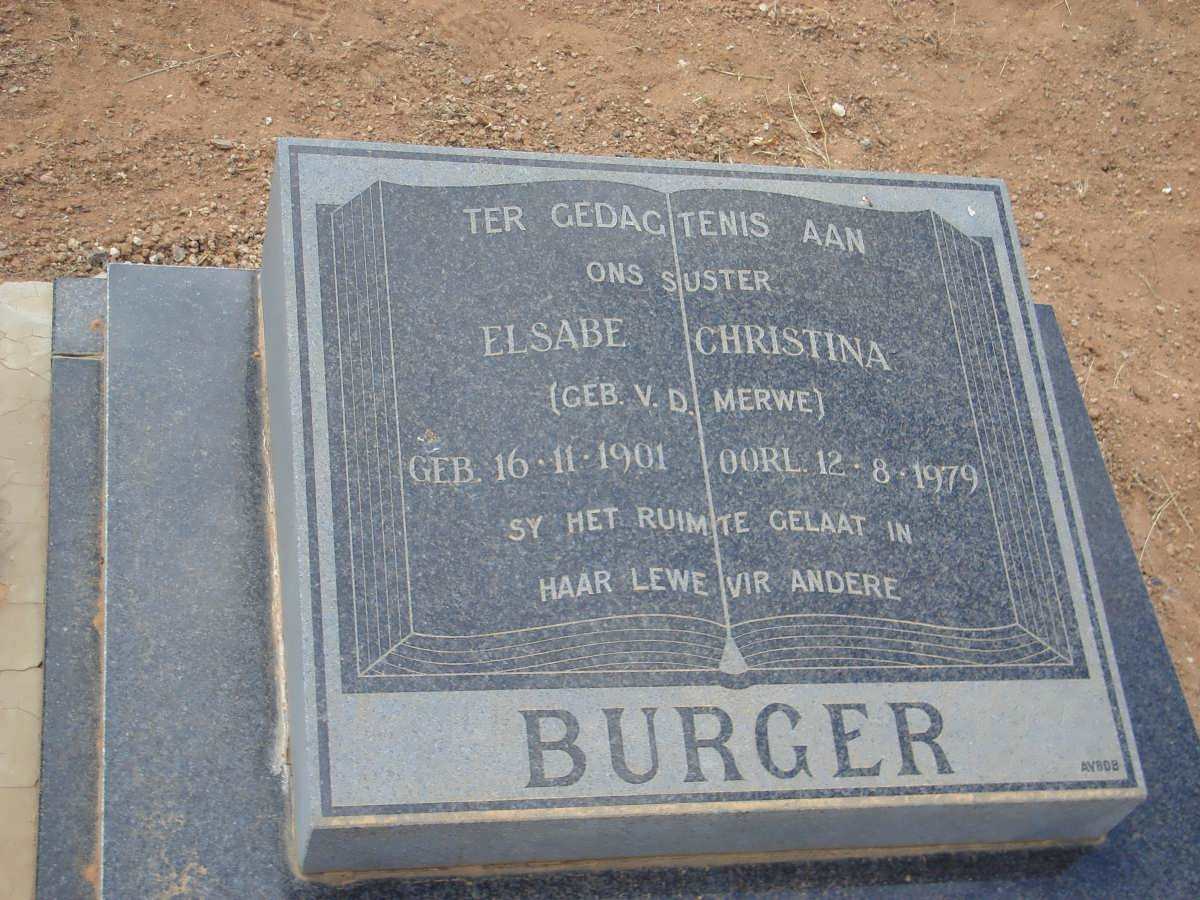 TER GEDAGTENIS AAN
ONS SUSTER
ELSABE CHRISTINA
(GEB. V. D. MERWE)
GEB. 16·11·1901 OORL. 12·8·1979
SY HET RUIMTE GELAAT IN
HAAR LEWE VIR ANDERE
BURGER